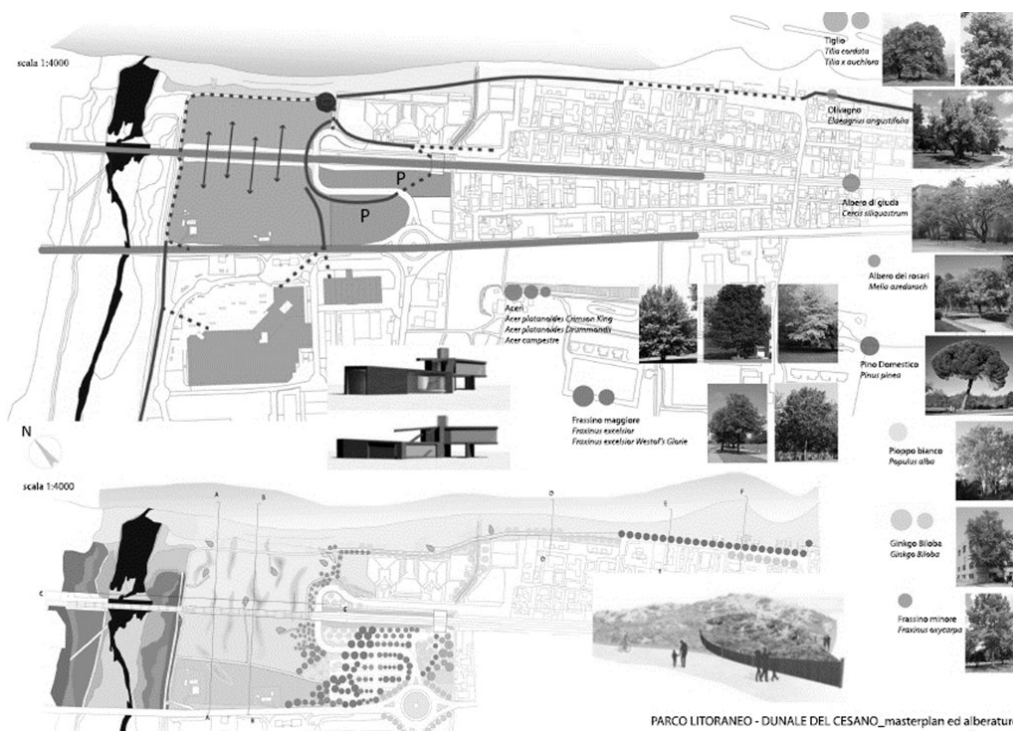 scala 1:4000
Tiglio
Tilia cordata
Tilia x auchlora
Olivagno
Elaeagnius angustifolia
P
P
Albero di giuda
Cercis siliquastrum
Albero dei rosari
Melia azedarach
Aceri
Acer platanoides Crimson King
Acer platanoides Drummondii
Acer campestre
Pino Domestico
Pinus pinea
Frassino maggiore
Fraxinus excelsior
Fraxinus excelsior Westof's Glorie
N
Pioppo bianco
Populus alba
scala 1:4000
A
B
D
E
F
Ginkgo Biloba
Ginkgo Biloba
C
C
D
E
Frassino minore
Fraxinus oxycarpa
A
B
PARCO LITORANEO - DUNALE DEL CESANO_masterplan ed alberature